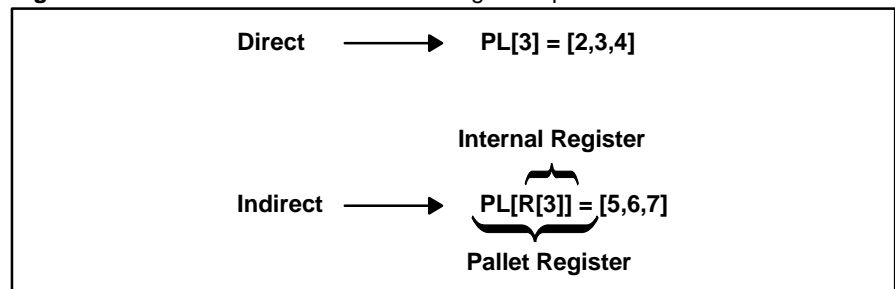 Direct PL[3] = [2,3,4]
Internal Register
Indirect PL[R[3]] = [5,6,7]
Pallet Register